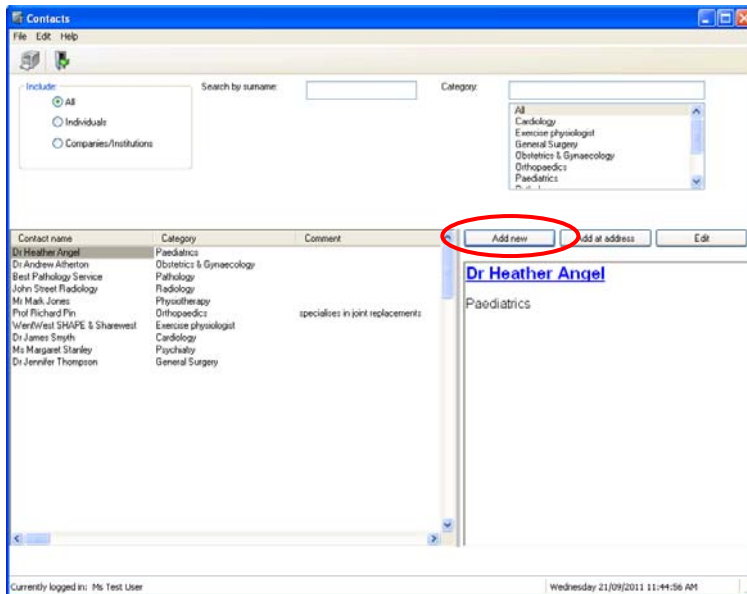 Contacts
File Edit Help
Include:
All
Individuals
Companies/Institutions
Search by surname:
Category:
All
Cardiology
Exercise physiologist
General Surgery
Obstetrics & Gynaecology
Orthopaedics
Paediatrics
Contact name Category Comment
Dr Heather Angel Paediatrics
Dr Andrew Atherton Obstetrics & Gynaecology
Best Pathology Service Pathology
John Street Radiology Radiology
Mr Mark Jones Physiotherapy
Prof Richard Pin Orthopaedics specialises in joint replacements
WentWest SHAPE & Sharewest Exercise physiologist
Dr James Smyth Cardiology
Ms Margaret Stanley Psychiatry
Dr Jennifer Thompson General Surgery
Add new Add at address Edit
Dr Heather Angel
Paediatrics
Currently logged in: Ms Test User Wednesday 21/09/2011 11:44:56 AM